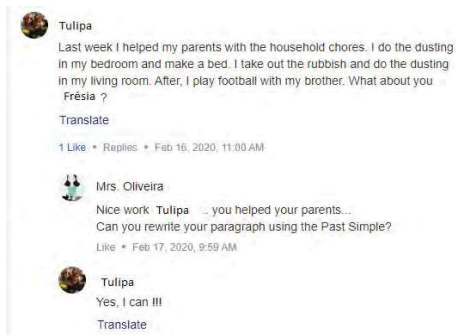 Tulipa
Last week I helped my parents with the household chores. I do the dusting
in my bedroom and make a bed. I take out the rubbish and do the dusting
in my living room. After, I play football with my brother. What about you
Frésia ?
Translate
1 Like • Replies • Feb 16, 2020, 11:00 AM
Mrs. Oliveira
Nice work Tulipa .. you helped your parents...
Can you rewrite your paragraph using the Past Simple?
Like • Feb 17, 2020, 9:59 AM
Tulipa
Yes, I can !!!
Translate